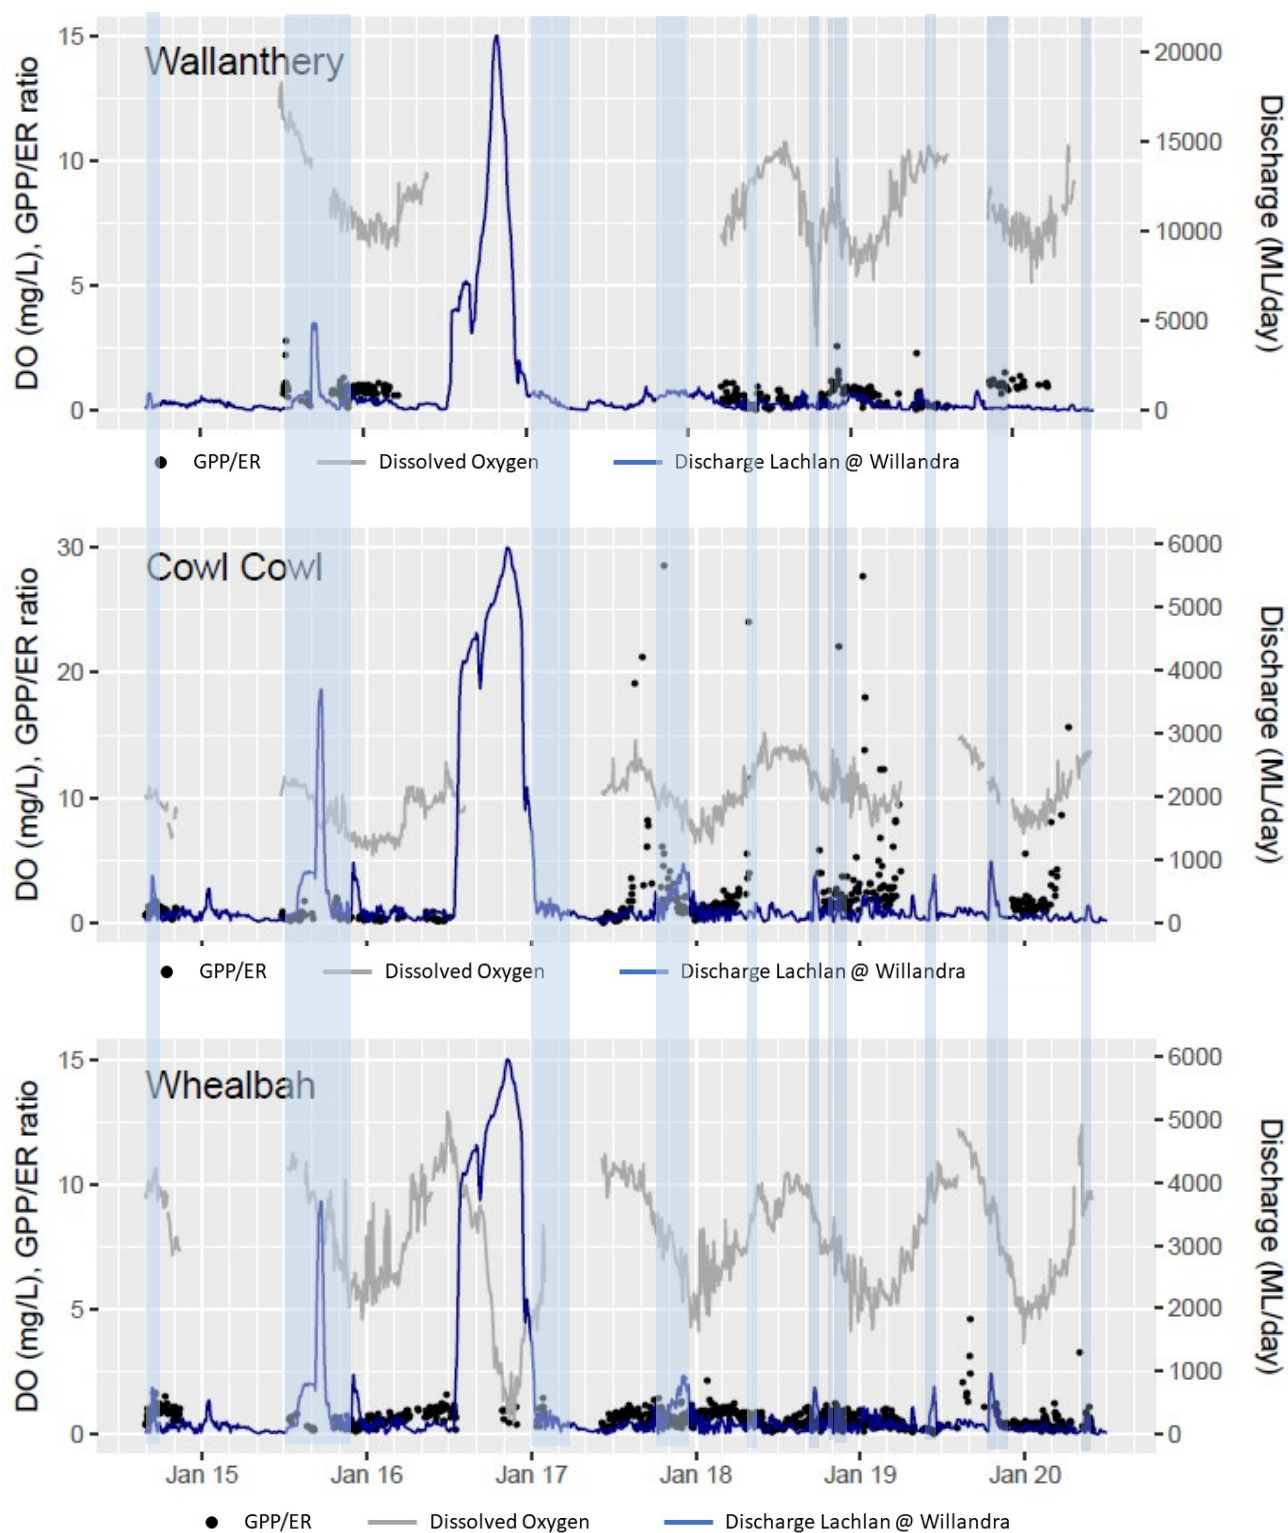 Wallanthery
DO (mg/L), GPP/ER ratio
15
10
5
0
20000
15000
10000
5000
0
Discharge (ML/day)
GPP/ER Dissolved Oxygen Discharge Lachlan @ Willandra
Cowl Cowl
DO (mg/L), GPP/ER ratio
30
20
10
0
6000
5000
4000
3000
2000
1000
0
Discharge (ML/day)
GPP/ER Dissolved Oxygen Discharge Lachlan @ Willandra
Whealbah
DO (mg/L), GPP/ER ratio
15
10
5
0
6000
5000
4000
3000
2000
1000
0
Discharge (ML/day)
Jan 15 Jan 16 Jan 17 Jan 18 Jan 19 Jan 20
GPP/ER Dissolved Oxygen Discharge Lachlan @ Willandra